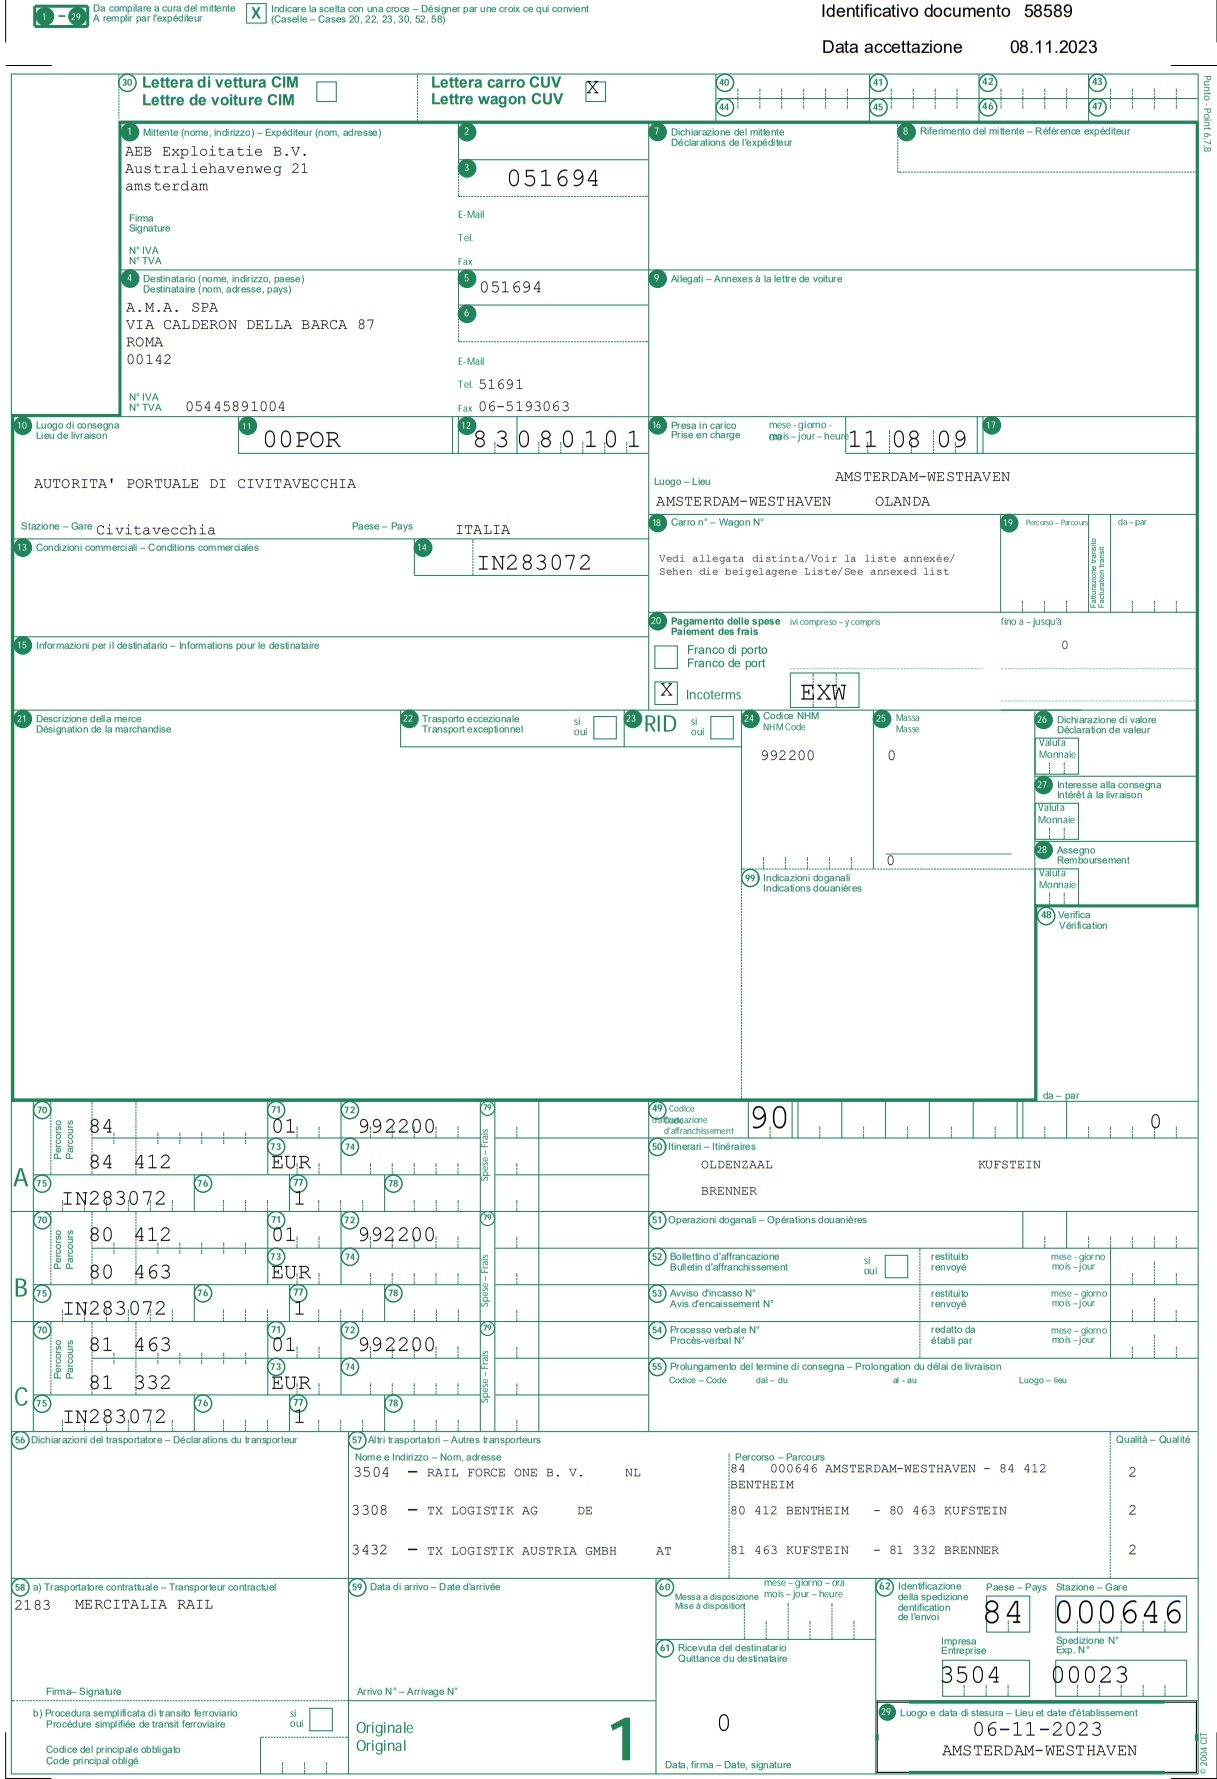 1 – 29
Da compilare a cura del mittente
A remplir par l'expéditeur
X
Indicare la scelta con una croce – Désigner par une croix ce qui convient
(Caselle – Cases 20, 22, 23, 30, 52, 58)
Identificativo documento 58589
Data accettazione 08.11.2023
30 Lettera di vettura CIM
Lettre de voiture CIM
Lettera carro CUV X
Lettre wagon CUV
40 41 42 43
44 45 46 47
Punto - Point 6,7,8
1 Mittente (nome, indirizzo) – Expéditeur (nom, adresse)
AEB Exploitatie B.V.
Australiehavenweg 21
amsterdam
Firma
Signature
N° IVA
N° TVA
2
3 051694
E-Mail
Tel.
Fax
7 Dichiarazione del mittente
Déclarations de l'expéditeur
8 Riferimento del mittente – Référence expéditeur
4 Destinatario (nome, indirizzo, paese)
Destinataire (nom, adresse, pays)
A.M.A. SPA
VIA CALDERON DELLA BARCA 87
ROMA
00142
N° IVA
N° TVA 05445891004
5 051694
6
E-Mail
Tel. 51691
Fax 06-5193063
9 Allegati – Annexes à la lettre de voiture
10 Luogo di consegna
Lieu de livraison
11 00POR
12 83080101
AUTORITA' PORTUALE DI CIVITAVECCHIA
Stazione – Gare Civitavecchia
Paese – Pays ITALIA
16 Presa in carico
Prise en charge
mese - giorno -
mois – jour – heure
11 08 09
17
AMSTERDAM-WESTHAVEN
Luogo – Lieu
AMSTERDAM-WESTHAVEN OLANDA
13 Condizioni commerciali – Conditions commerciales
14 IN283072
18 Carro n° – Wagon N°
Vedi allegata distinta/Voir la liste annexée/
Sehen die beigelagene Liste/See annexed list
19 Percorso – Parcours
Fatturazione transito
Facturation transit
da – par
15 Informazioni per il destinatario – Informations pour le destinataire
20 Pagamento delle spese
Paiement des frais
ivi compreso – y compris
fino a – jusqu'à
0
Franco di porto
Franco de port
X Incoterms EXW
21 Descrizione della merce
Désignation de la marchandise
22 Trasporto eccezionale
Transport exceptionnel
si
oui
23 RID
si
oui
24 Codice NHM
NHM Code
992200
25 Massa
Masse
0
0
26 Dichiarazione di valore
Déclaration de valeur
Valuta
Monnaie
27 Interesse alla consegna
Intérêt à la livraison
Valuta
Monnaie
28 Assegno
Remboursement
Valuta
Monnaie
99 Indicazioni doganali
Indications douanières
48 Verifica
Vérification
da – par
A
70 Percorso
Parcours
84
84 412
71 01
72 992200
73 EUR
74
75 IN283072
76
77 1
78
79 Spese – Frais
B
70 Percorso
Parcours
80 412
80 463
71 01
72 992200
73 EUR
74
75 IN283072
76
77 1
78
79 Spese – Frais
C
70 Percorso
Parcours
81 463
81 332
71 01
72 992200
73 EUR
74
75 IN283072
76
77 1
78
79 Spese – Frais
49 Codice
d'affrancazione
d'affranchissement
90
0
50 Itinerari – Itinéraires
OLDENZAAL KUFSTEIN
BRENNER
51 Operazioni doganali – Opérations douanières
52 Bollettino d'affrancazione
Bulletin d'affranchissement
si
oui
restituito
renvoyé
mese - giorno
mois – jour
53 Avviso d'incasso N°
Avis d'encaissement N°
restituito
renvoyé
mese – giorno
mois – jour
54 Processo verbale N°
Procès-verbal N°
redatto da
établi par
mese – giorno
mois – jour
55 Prolungamento del termine di consegna – Prolongation du délai de livraison
Codice – Code dal – du al - au Luogo – lieu
56 Dichiarazioni del trasportatore – Déclarations du transporteur
57 Altri trasportatori – Autres transporteurs
Nome e Indirizzo – Nom, adresse
Percorso – Parcours
Qualità – Qualité
3504 – RAIL FORCE ONE B. V. NL
84 000646 AMSTERDAM-WESTHAVEN - 84 412
BENTHEIM
2
3308 – TX LOGISTIK AG DE
80 412 BENTHEIM - 80 463 KUFSTEIN
2
3432 – TX LOGISTIK AUSTRIA GMBH AT
81 463 KUFSTEIN - 81 332 BRENNER
2
58 a) Trasportatore contrattuale – Transporteur contractuel
2183 MERCITALIA RAIL
Firma– Signature
b) Procedura semplificata di transito ferroviario
Procédure simplifiée de transit ferroviaire
si
oui
Codice del principale obbligato
Code principal obligé
59 Data di arrivo – Date d'arrivée
Arrivo N° – Arrivage N°
Originale
Original
1
60 Messa a disposizione
Mise à disposition
mese – giorno – ora
mois – jour – heure
61 Ricevuta del destinatario
Quittance du destinataire
0
Data, firma – Date, signature
62 Identificazione
della spedizione
dentification
de l'envoi
Paese – Pays Stazione – Gare
84 000646
Impresa
Entreprise
Spedizione N°
Exp. N°
3504 00023
29 Luogo e data di stesura – Lieu et date d'établissement
06-11-2023
AMSTERDAM-WESTHAVEN
© 2004 CIT